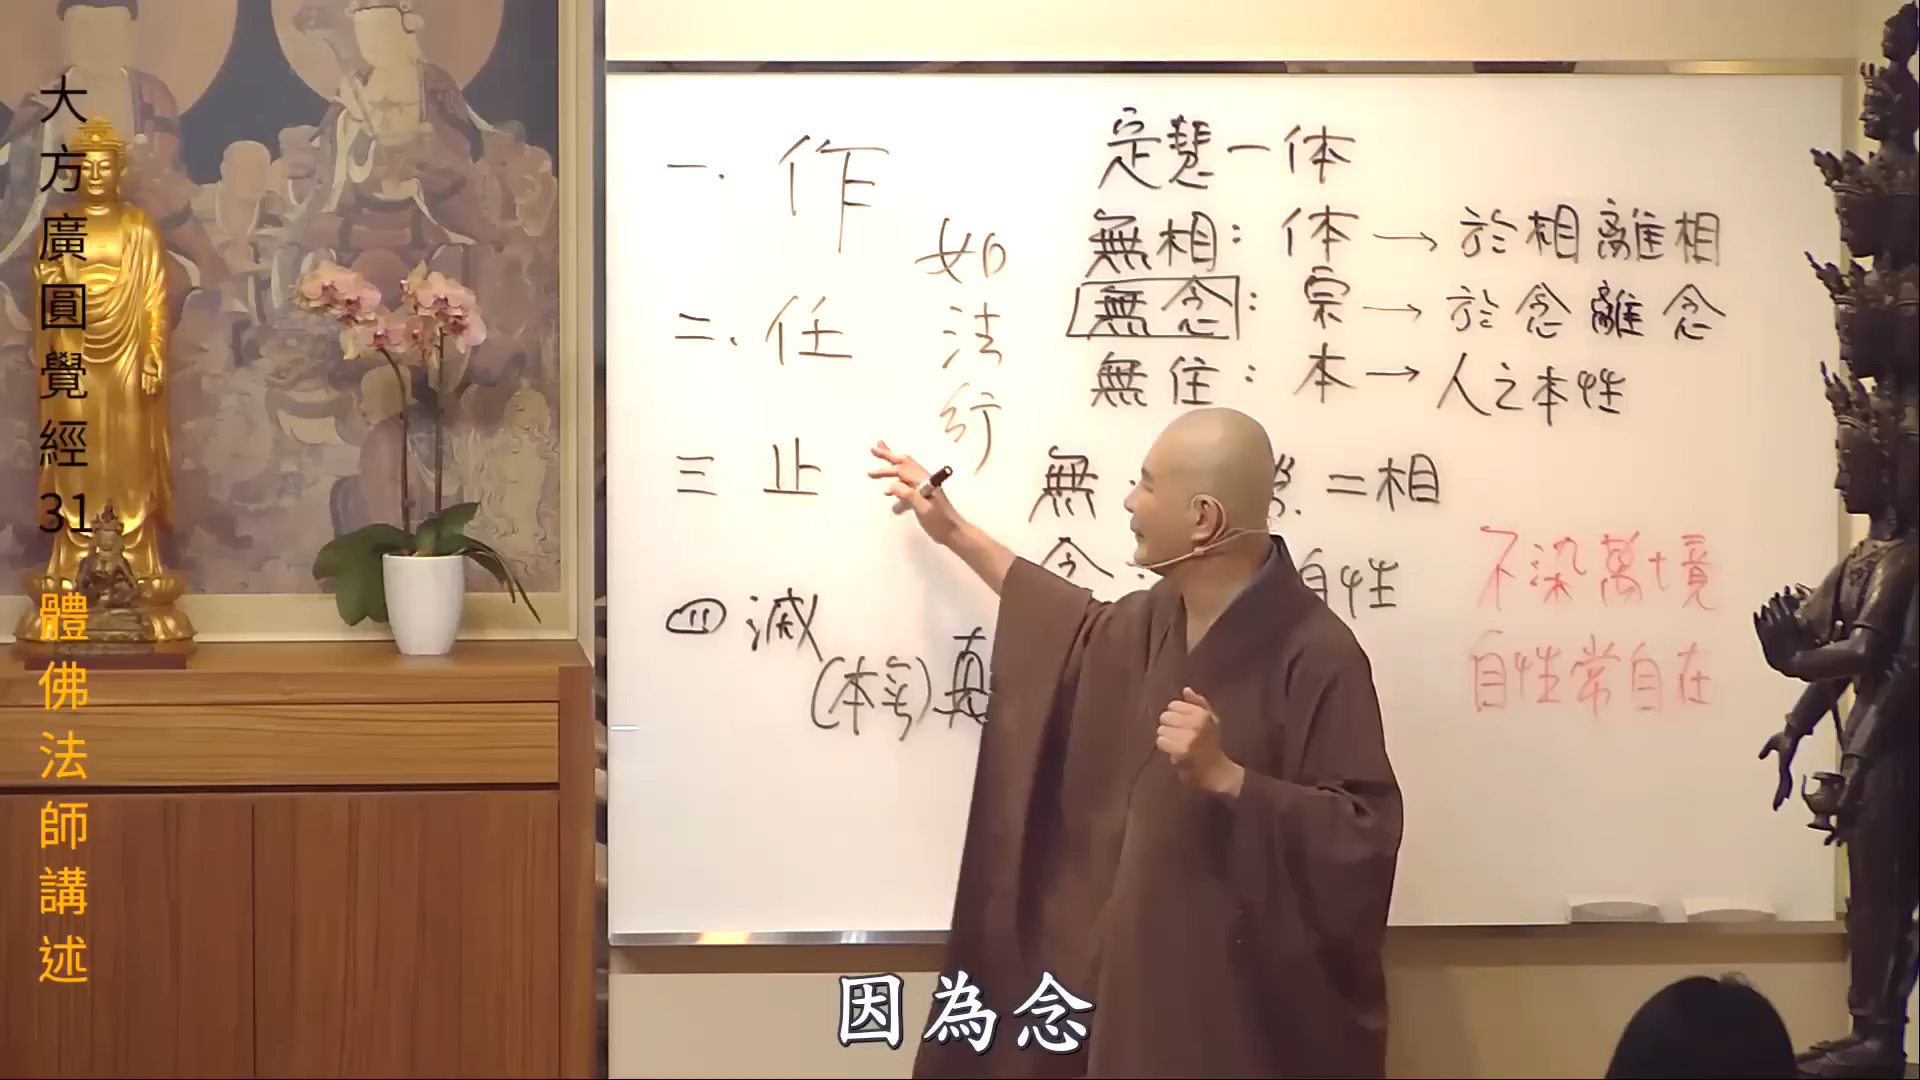 大方廣圓覺經31 體佛法師講述
一. 作
二. 任
三 止
四 滅
(本無)真
如法行
定慧一体
無相: 体→於相離相
無念: 宗→於念離念
無住: 本→人之本性
無: =相
念: 自性
不染萬境
自性常自在
因為念